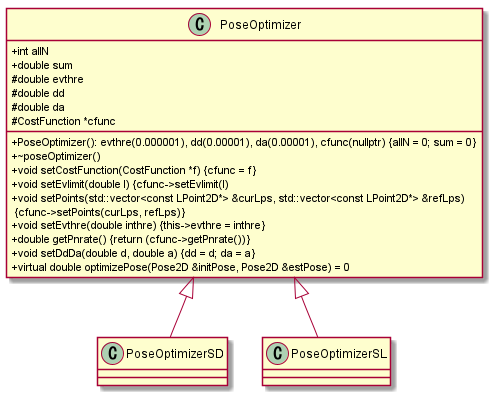 C PoseOptimizer
+int allN
+double sum
#double evthre
#double dd
#double da
#CostFunction *cfunc
+PoseOptimizer(): evthre(0.000001), dd(0.00001), da(0.00001), cfunc(nullptr) {allN = 0; sum = 0}
+~poseOptimizer()
+void setCostFunction(CostFunction *f) {cfunc = f}
+void setEvlimit(double l) {cfunc->setEvlimit(l)
+void setPoints(std::vector<const LPoint2D*> &curLps, std::vector<const LPoint2D*> &refLps)
{cfunc->setPoints(curLps, refLps)}
+void setEvthre(double inthre) {this->evthre = inthre}
+double getPnrate() {return (cfunc->getPnrate())}
+void setDdDa(double d, double a) {dd = d; da = a}
+virtual double optimizePose(Pose2D &initPose, Pose2D &estPose) = 0
C PoseOptimizerSD
C PoseOptimizerSL